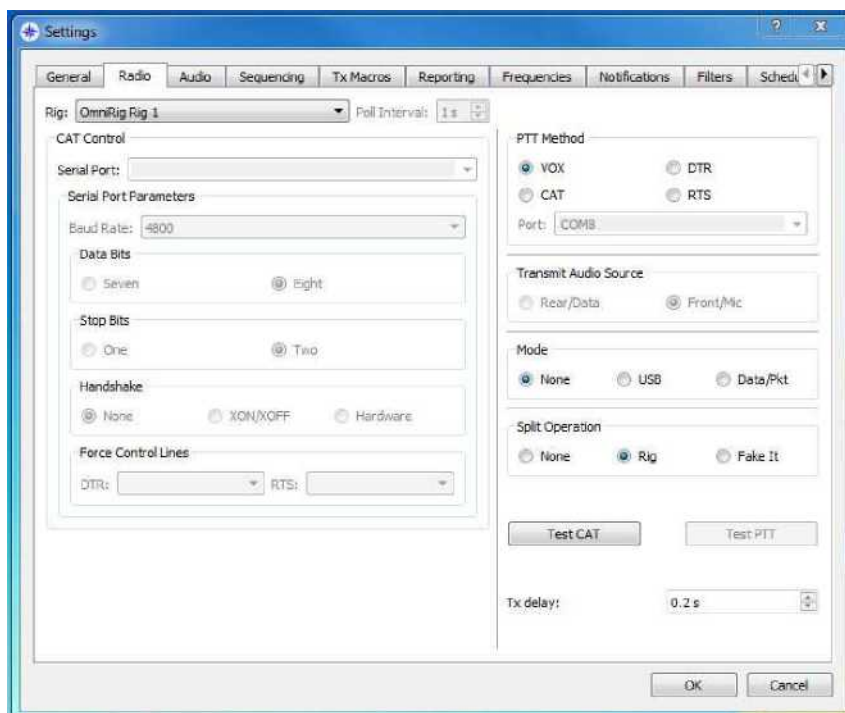 Settings
General Radio Audio Sequencing Tx Macros Reporting Frequencies Notifications Filters Schedu
Rig: OmniRig Rig 1 Poll Interval: 1 s
CAT Control
Serial Port:
Serial Port Parameters
Baud Rate: 4800
Data Bits
Seven Eight
Stop Bits
One Two
Handshake
None XON/XOFF Hardware
Force Control Lines
DTR: RTS:
PTT Method
VOX DTR
CAT RTS
Port: COM8
Transmit Audio Source
Rear/Data Front/Mic
Mode
None USB Data/Pkt
Split Operation
None Rig Fake It
Test CAT Test PTT
Tx delay: 0.2 s
OK Cancel